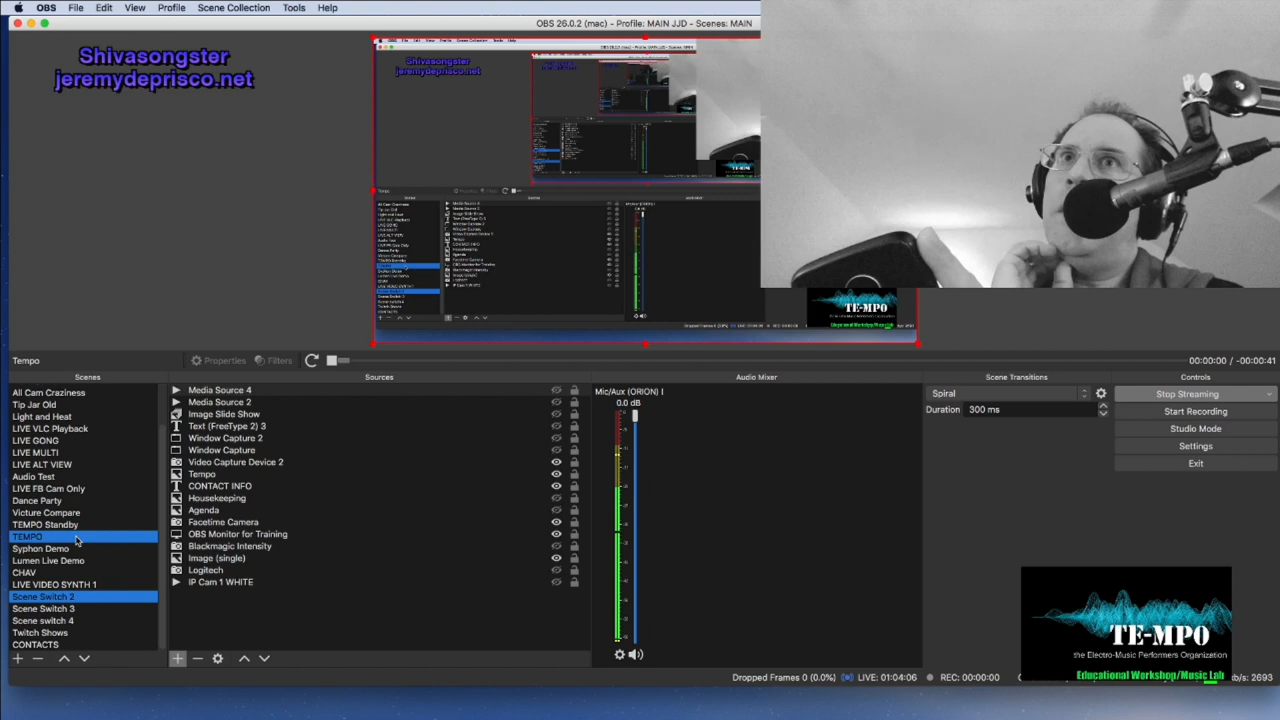 OBS File Edit View Profile Scene Collection Tools Help
OBS 26.0.2 (mac) - Profile: MAIN JJD - Scenes: MAIN
Shivasongster
jeremydeprisco.net
Shivasongster
jeremydeprisco.net
TE-MPO
Tempo
Properties
Filters
00:00:00 / -00:00:41
Scenes
Sources
Audio Mixer
Scene Transitions
Controls
All Cam Craziness
Tip Jar Old
Light and Heat
LIVE VLC Playback
LIVE GONG
LIVE MULTI
LIVE ALT VIEW
Audio Test
LIVE FB Cam Only
Dance Party
Victure Compare
TEMPO Standby
TEMPO
Syphon Demo
Lumen Live Demo
CHAV
LIVE VIDEO SYNTH 1
Scene Switch 2
Scene Switch 3
Scene switch 4
Twitch Shows
CONTACTS
Media Source 4
Media Source 2
Image Slide Show
Text (FreeType 2) 3
Window Capture 2
Window Capture
Video Capture Device 2
Tempo
CONTACT INFO
Housekeeping
Agenda
Facetime Camera
OBS Monitor for Training
Blackmagic Intensity
Image (single)
Logitech
IP Cam 1 WHITE
Mic/Aux (ORION) I
0.0 dB
Spiral
Duration 300 ms
Stop Streaming
Start Recording
Studio Mode
Settings
Exit
TE-MPO
the Electro-Music Performers Organization
Educational Workshop/Music Lab
Dropped Frames 0 (0.0%) LIVE: 01:04:06 REC: 00:00:00 b/s: 2693